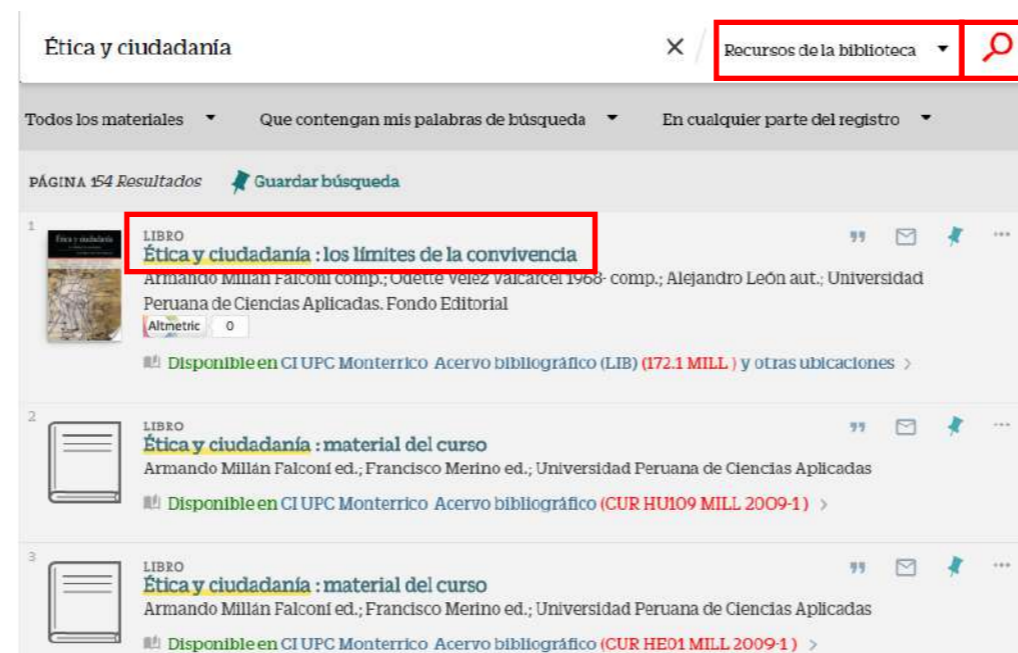 Ética y ciudadanía
Recursos de la biblioteca
Todos los materiales Que contengan mis palabras de búsqueda En cualquier parte del registro
PÁGINA 154 Resultados Guardar búsqueda
1
LIBRO
Ética y ciudadanía : los límites de la convivencia
Armando Millán Falconí comp.; Odette Vélez Valcárcel 1968- comp.; Alejandro León aut.; Universidad
Peruana de Ciencias Aplicadas. Fondo Editorial
Altmetric 0
Disponible en CI UPC Monterrico Acervo bibliográfico (LIB) (172.1 MILL ) y otras ubicaciones >
2
LIBRO
Ética y ciudadanía : material del curso
Armando Millán Falconí ed.; Francisco Merino ed.; Universidad Peruana de Ciencias Aplicadas
Disponible en CI UPC Monterrico Acervo bibliográfico (CUR HU109 MILL 2009-1 ) >
3
LIBRO
Ética y ciudadanía : material del curso
Armando Millán Falconí ed.; Francisco Merino ed.; Universidad Peruana de Ciencias Aplicadas
Disponible en CI UPC Monterrico Acervo bibliográfico (CUR HE01 MILL 2009-1 ) >